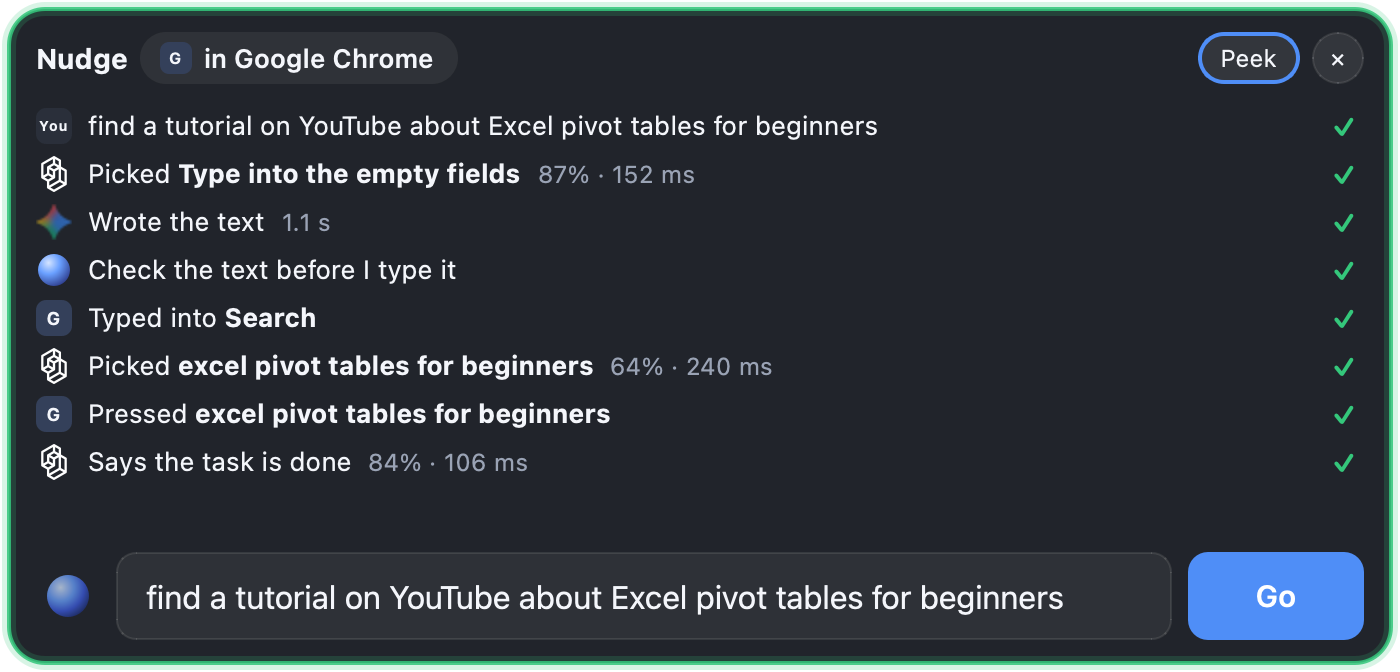 Nudge G in Google Chrome Peek ×
You find a tutorial on YouTube about Excel pivot tables for beginners
Picked Type into the empty fields 87% · 152 ms
Wrote the text 1.1 s
Check the text before I type it
G Typed into Search
Picked excel pivot tables for beginners 64% · 240 ms
G Pressed excel pivot tables for beginners
Says the task is done 84% · 106 ms
find a tutorial on YouTube about Excel pivot tables for beginners Go